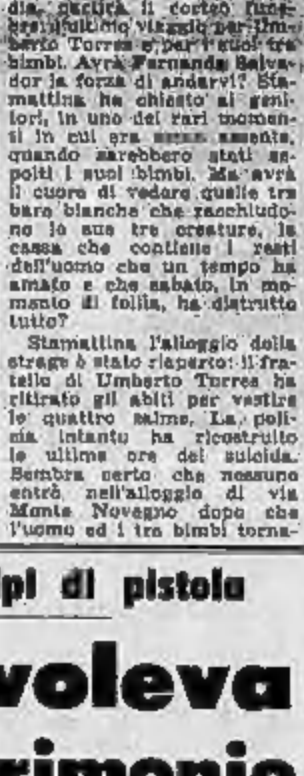 dia, partirà il corteo fune-
bre: l'ultimo viaggio per Um-
berto Torres e per i suoi tre
bimbi. Avrà Fernanda Salva-
dor la forza di andarvi? Sta-
mattina ha chiesto ai geni-
tori, in uno dei rari momen-
ti in cui era meno assente,
quando sarebbero stati se-
polti i suoi bimbi. Ma avrà
il cuore di vedere quelle tre
bare bianche che racchiudo-
no le sue tre creature, la
cassa che contiene i resti
dell'uomo che un tempo ha
amato e che sabato, in mo-
mento di follia, ha distrutto
tutto?
Stamattina l'alloggio della
strage è stato riaperto: il fra-
tello di Umberto Torres ha
ritirato gli abiti per vestire
le quattro salme. La poli-
zia intanto ha ricostruito
le ultime ore del suicida.
Sembra certo che nessuno
entrò nell'alloggio di via
Monte Novegno dopo che
l'uomo ed i tre bimbi torna-
lpi di pistola
voleva
rimonio